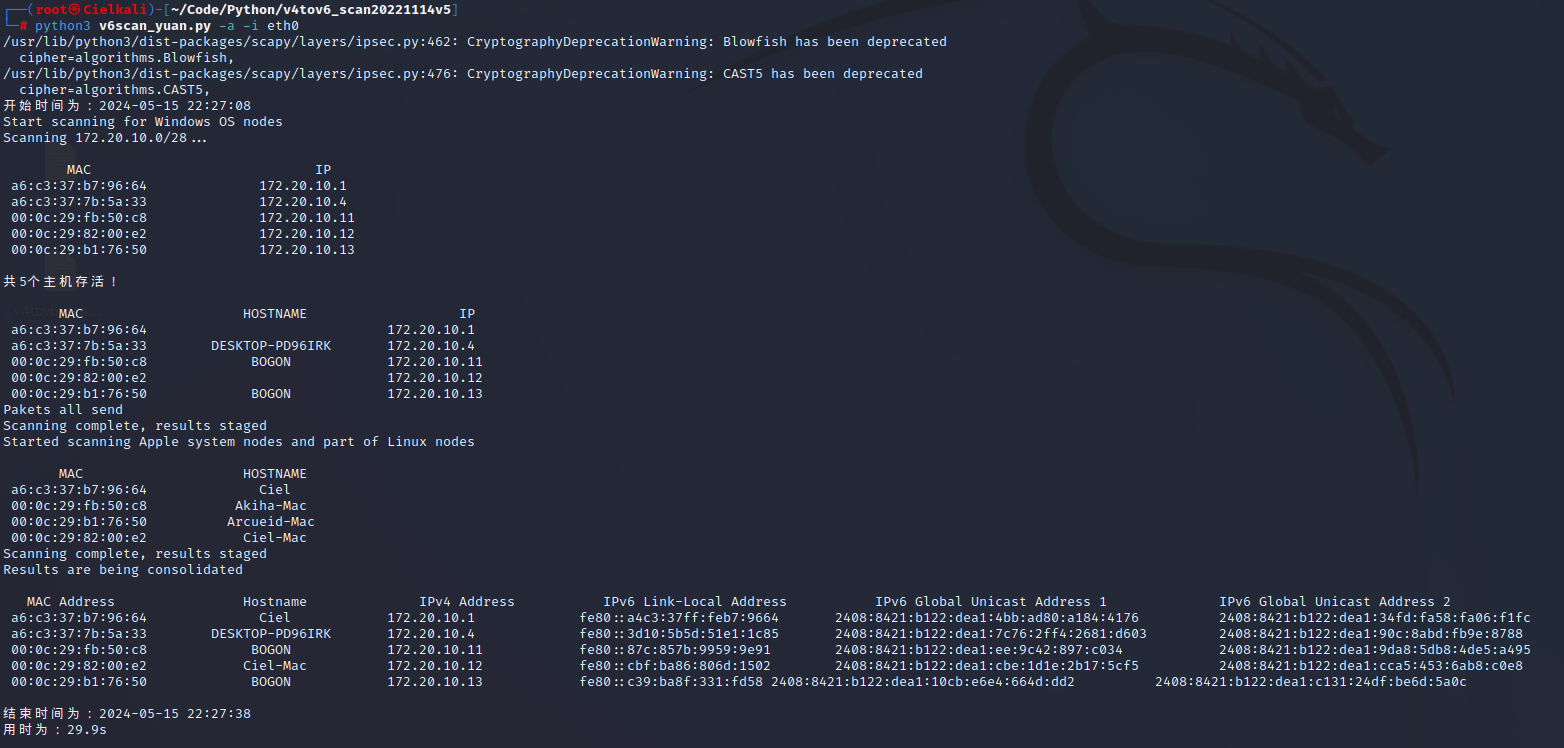 ┌──(root㉿Cielkali)-[~/Code/Python/v4tov6_scan20221114v5]
└─# python3 v6scan_yuan.py -a -i eth0
/usr/lib/python3/dist-packages/scapy/layers/ipsec.py:462: CryptographyDeprecationWarning: Blowfish has been deprecated
  cipher=algorithms.Blowfish,
/usr/lib/python3/dist-packages/scapy/layers/ipsec.py:476: CryptographyDeprecationWarning: CAST5 has been deprecated
  cipher=algorithms.CAST5,
开始时间为：2024-05-15 22:27:08
Start scanning for Windows OS nodes
Scanning 172.20.10.0/28...
MAC IP
a6:c3:37:b7:96:64 172.20.10.1
a6:c3:37:7b:5a:33 172.20.10.4
00:0c:29:fb:50:c8 172.20.10.11
00:0c:29:82:00:e2 172.20.10.12
00:0c:29:b1:76:50 172.20.10.13
共5个主机存活！
MAC HOSTNAME IP
a6:c3:37:b7:96:64 172.20.10.1
a6:c3:37:7b:5a:33 DESKTOP-PD96IRK 172.20.10.4
00:0c:29:fb:50:c8 BOGON 172.20.10.11
00:0c:29:82:00:e2 172.20.10.12
00:0c:29:b1:76:50 BOGON 172.20.10.13
Pakets all send
Scanning complete, results staged
Started scanning Apple system nodes and part of Linux nodes
MAC HOSTNAME
a6:c3:37:b7:96:64 Ciel
00:0c:29:fb:50:c8 Akiha-Mac
00:0c:29:b1:76:50 Arcueid-Mac
00:0c:29:82:00:e2 Ciel-Mac
Scanning complete, results staged
Results are being consolidated
MAC Address Hostname IPv4 Address IPv6 Link-Local Address IPv6 Global Unicast Address 1 IPv6 Global Unicast Address 2
a6:c3:37:b7:96:64 Ciel 172.20.10.1 fe80::a4c3:37ff:feb7:9664 2408:8421:b122:dea1:4bb:ad80:a184:4176 2408:8421:b122:dea1:34fd:fa58:fa06:f1fc
a6:c3:37:7b:5a:33 DESKTOP-PD96IRK 172.20.10.4 fe80::3d10:5b5d:51e1:1c85 2408:8421:b122:dea1:7c76:2ff4:2681:d603 2408:8421:b122:dea1:90c:8abd:fb9e:8788
00:0c:29:fb:50:c8 BOGON 172.20.10.11 fe80::87c:857b:9959:9e91 2408:8421:b122:dea1:ee:9c42:897:c034 2408:8421:b122:dea1:9da8:5db8:4de5:a495
00:0c:29:82:00:e2 Ciel-Mac 172.20.10.12 fe80::cbf:ba86:806d:1502 2408:8421:b122:dea1:cbe:1d1e:2b17:5cf5 2408:8421:b122:dea1:cca5:453:6ab8:c0e8
00:0c:29:b1:76:50 BOGON 172.20.10.13 fe80::c39:ba8f:331:fd58 2408:8421:b122:dea1:10cb:e6e4:664d:dd2 2408:8421:b122:dea1:c131:24df:be6d:5a0c
结束时间为：2024-05-15 22:27:38
用时为：29.9s